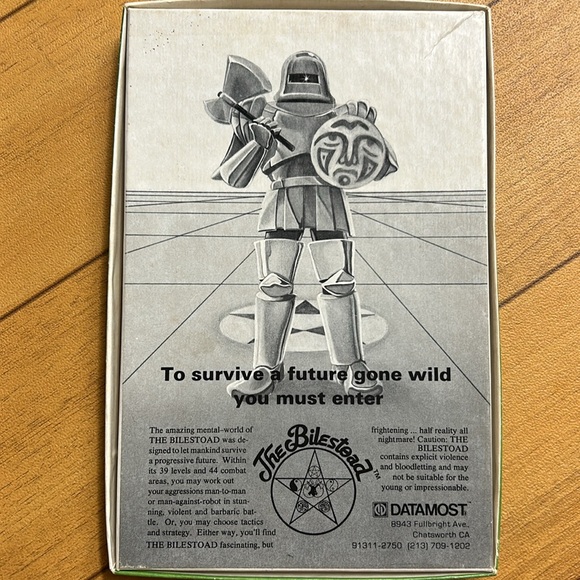 To survive a future gone wild
you must enter
The amazing mental-world of
THE BILESTOAD was de-
signed to let mankind survive
a progressive future. Within
its 39 levels and 44 combat
areas, you may work out
your aggressions man-to-man
or man-against-robot in stun-
ning, violent and barbaric bat-
tle. Or, you may choose tactics
and strategy. Either way, you'll find
THE BILESTOAD fascinating, but
The Bilestoad™
frightening ... half reality all
nightmare! Caution: THE
BILESTOAD
contains explicit violence
and bloodletting and may
not be suitable for the
young or impressionable.
DATAMOST™
8943 Fullbright Ave.,
Chatsworth CA
91311-2750 (213) 709-1202